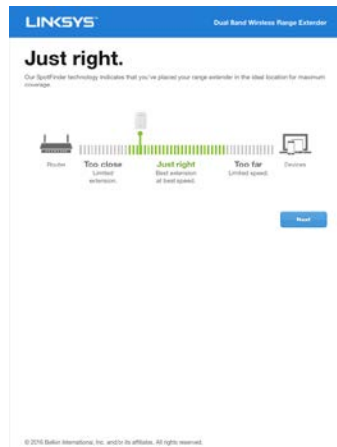 LINKSYS
Dual Band Wireless Range Extender
Just right.
Our SpotFinder technology indicates that you've placed your range extender in the ideal location for maximum
coverage.
Router
Too close
Limited
extension.
Just right
Best extension
at best speed.
Too far
Limited speed.
Devices
Next
© 2016 Belkin International, Inc. and/or its affiliates. All rights reserved.